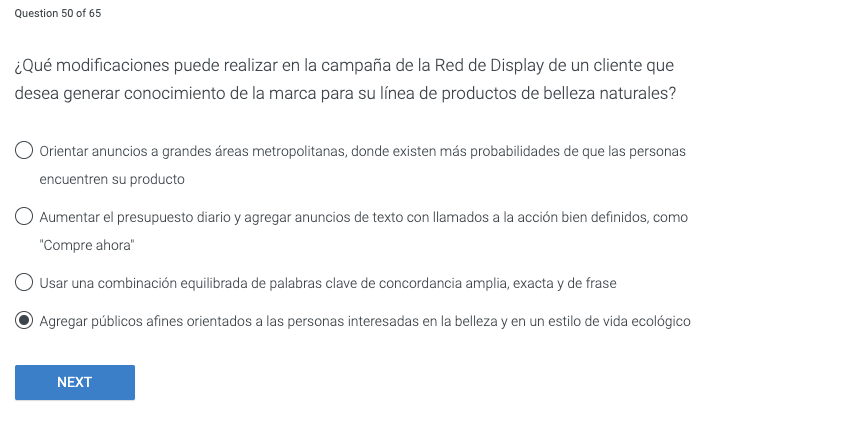 Question 50 of 65
¿Qué modificaciones puede realizar en la campaña de la Red de Display de un cliente que
desea generar conocimiento de la marca para su línea de productos de belleza naturales?
Orientar anuncios a grandes áreas metropolitanas, donde existen más probabilidades de que las personas
encuentren su producto
Aumentar el presupuesto diario y agregar anuncios de texto con llamados a la acción bien definidos, como
"Compre ahora"
Usar una combinación equilibrada de palabras clave de concordancia amplia, exacta y de frase
Agregar públicos afines orientados a las personas interesadas en la belleza y en un estilo de vida ecológico
NEXT